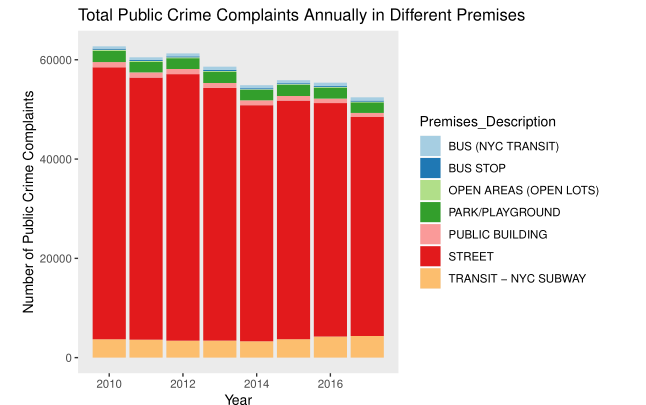 Total Public Crime Complaints Annually in Different Premises
Number of Public Crime Complaints
60000
40000
20000
0
2010
2012
2014
2016
Year
Premises_Description
BUS (NYC TRANSIT)
BUS STOP
OPEN AREAS (OPEN LOTS)
PARK/PLAYGROUND
PUBLIC BUILDING
STREET
TRANSIT − NYC SUBWAY